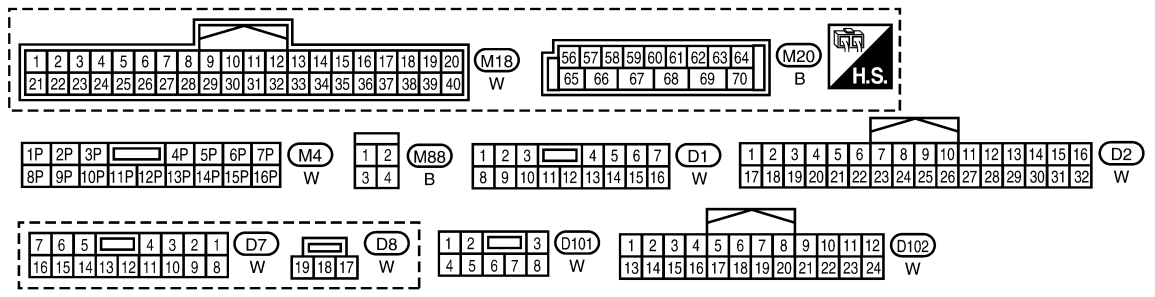 1 2 3 4 5 6 7 8 9 10 11 12 13 14 15 16 17 18 19 20
21 22 23 24 25 26 27 28 29 30 31 32 33 34 35 36 37 38 39 40
M18
W
56 57 58 59 60 61 62 63 64
65 66 67 68 69 70
M20
B
H.S.
1P 2P 3P 4P 5P 6P 7P
8P 9P 10P 11P 12P 13P 14P 15P 16P
M4
W
1 2
3 4
M88
B
1 2 3 4 5 6 7
8 9 10 11 12 13 14 15 16
D1
W
1 2 3 4 5 6 7 8 9 10 11 12 13 14 15 16
17 18 19 20 21 22 23 24 25 26 27 28 29 30 31 32
D2
W
7 6 5 4 3 2 1
16 15 14 13 12 11 10 9 8
D7
W
19 18 17
D8
W
1 2 3
4 5 6 7 8
D101
W
1 2 3 4 5 6 7 8 9 10 11 12
13 14 15 16 17 18 19 20 21 22 23 24
D102
W